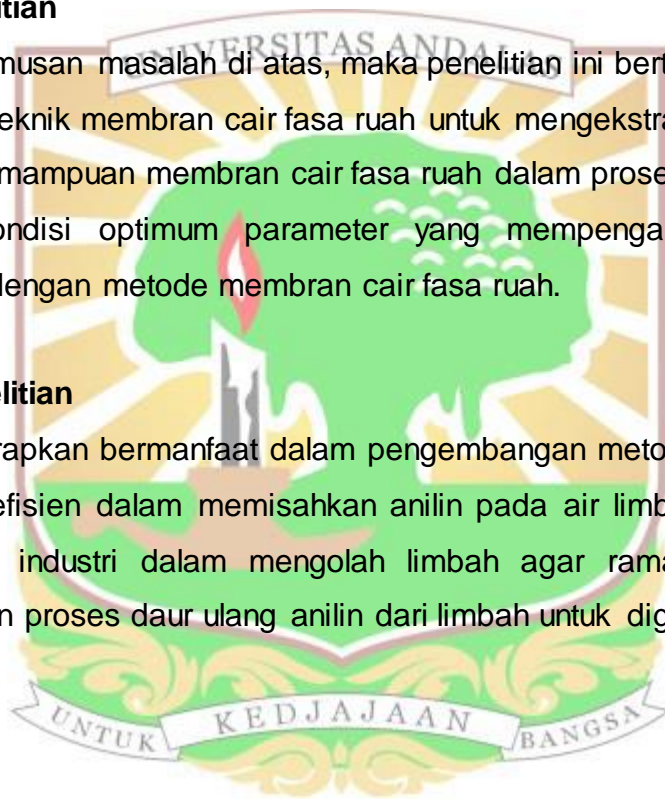 litian
UNIVERSITAS ANDALAS
musan masalah di atas, maka penelitian ini bert
eknik membran cair fasa ruah untuk mengekstra
mampuan membran cair fasa ruah dalam prose
ondisi optimum parameter yang mempenga
dengan metode membran cair fasa ruah.
elitian
rapkan bermanfaat dalam pengembangan meto
efisien dalam memisahkan anilin pada air limb
industri dalam mengolah limbah agar rama
n proses daur ulang anilin dari limbah untuk dig
UNTUK KEDJAJAAN BANGSA